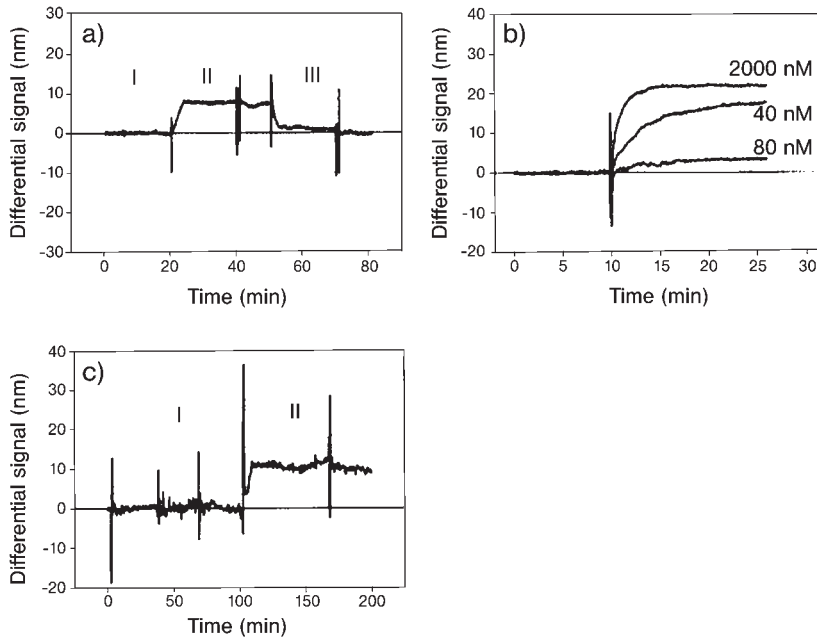 a)
I II III
Differential signal (nm)
30
20
10
0
-10
-20
-30
0 20 40 60 80
Time (min)
b)
2000 nM
40 nM
80 nM
Differential signal (nm)
40
30
20
10
0
-10
-20
0 5 10 15 20 25 30
Time (min)
c)
I II
Differential signal (nm)
40
30
20
10
0
-10
-20
0 50 100 150 200
Time (min)